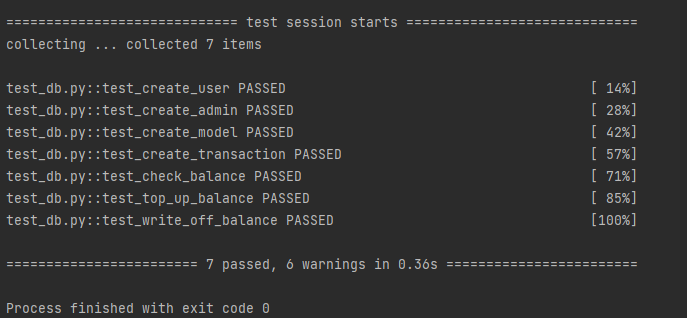 ============================= test session starts =============================
collecting ... collected 7 items
test_db.py::test_create_user PASSED [ 14%]
test_db.py::test_create_admin PASSED [ 28%]
test_db.py::test_create_model PASSED [ 42%]
test_db.py::test_create_transaction PASSED [ 57%]
test_db.py::test_check_balance PASSED [ 71%]
test_db.py::test_top_up_balance PASSED [ 85%]
test_db.py::test_write_off_balance PASSED [100%]
======================== 7 passed, 6 warnings in 0.36s ========================
Process finished with exit code 0